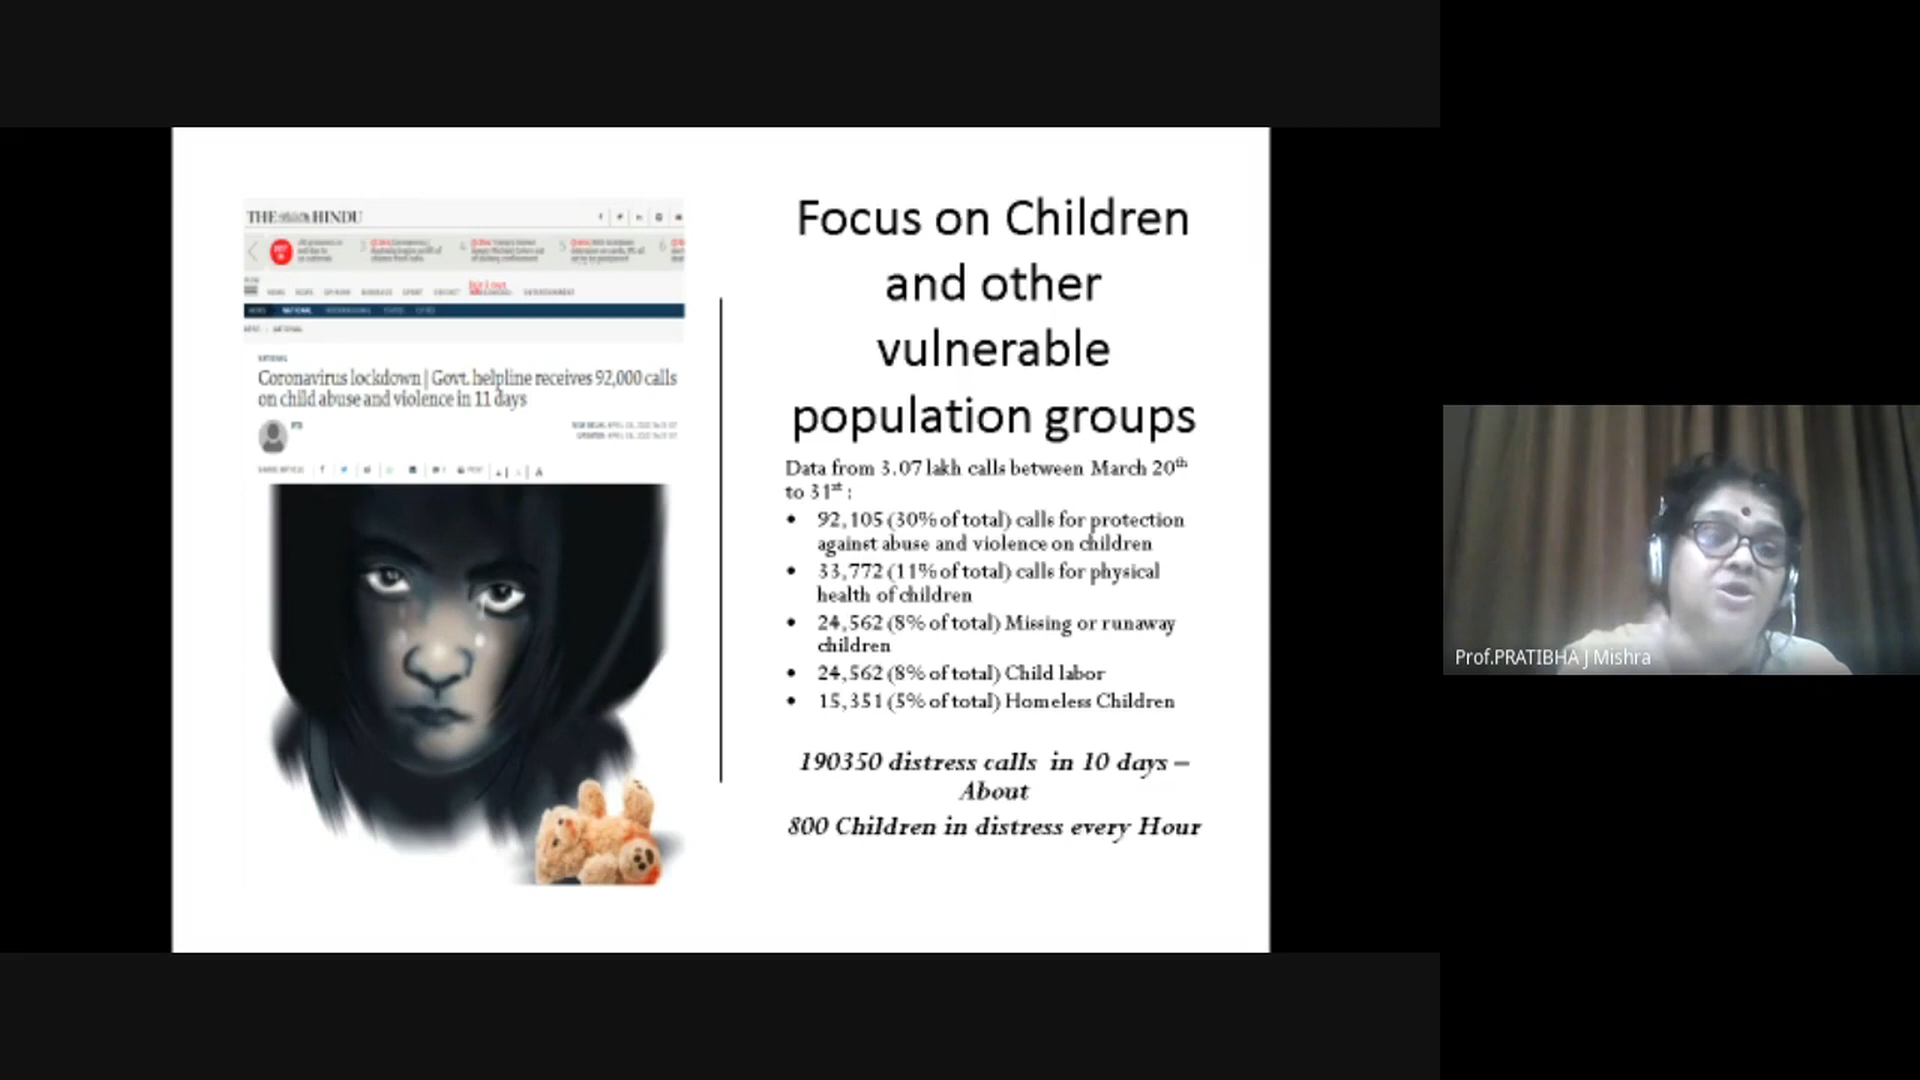 THE HINDU
NATIONAL
Coronavirus lockdown | Govt. helpline receives 92,000 calls
on child abuse and violence in 11 days
Focus on Children
and other
vulnerable
population groups
Data from 3.07 lakh calls between March 20th
to 31st :
• 92,105 (30% of total) calls for protection
against abuse and violence on children
• 33,772 (11% of total) calls for physical
health of children
• 24,562 (8% of total) Missing or runaway
children
• 24,562 (8% of total) Child labor
• 15,351 (5% of total) Homeless Children
190350 distress calls in 10 days –
About
800 Children in distress every Hour
Prof.PRATIBHA J Mishra